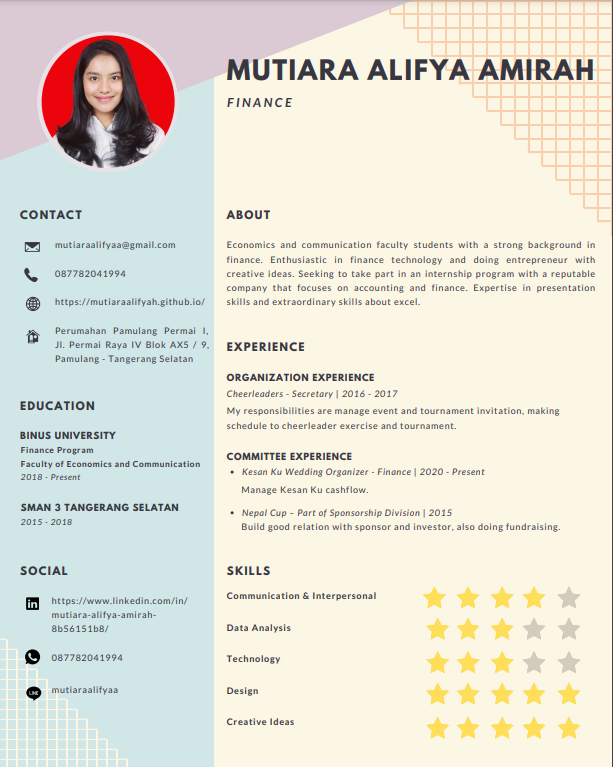 MUTIARA ALIFYA AMIRAH
FINANCE
CONTACT
mutiaraalifyaa@gmail.com
087782041994
https://mutiaraalifyah.github.io/
Perumahan Pamulang Permai I,
Jl. Permai Raya IV Blok AX5 / 9,
Pamulang - Tangerang Selatan
EDUCATION
BINUS UNIVERSITY
Finance Program
Faculty of Economics and Communication
2018 - Present
SMAN 3 TANGERANG SELATAN
2015 - 2018
SOCIAL
https://www.linkedin.com/in/
mutiara-alifya-amirah-
8b56151b8/
087782041994
LINE
mutiaraalifyaa
ABOUT
Economics and communication faculty students with a strong background in
finance. Enthusiastic in finance technology and doing entrepreneur with
creative ideas. Seeking to take part in an internship program with a reputable
company that focuses on accounting and finance. Expertise in presentation
skills and extraordinary skills about excel.
EXPERIENCE
ORGANIZATION EXPERIENCE
Cheerleaders - Secretary | 2016 - 2017
My responsibilities are manage event and tournament invitation, making
schedule to cheerleader exercise and tournament.
COMMITTEE EXPERIENCE
• Kesan Ku Wedding Organizer - Finance | 2020 - Present
Manage Kesan Ku cashflow.
• Nepal Cup – Part of Sponsorship Division | 2015
Build good relation with sponsor and investor, also doing fundraising.
SKILLS
Communication & Interpersonal
Data Analysis
Technology
Design
Creative Ideas